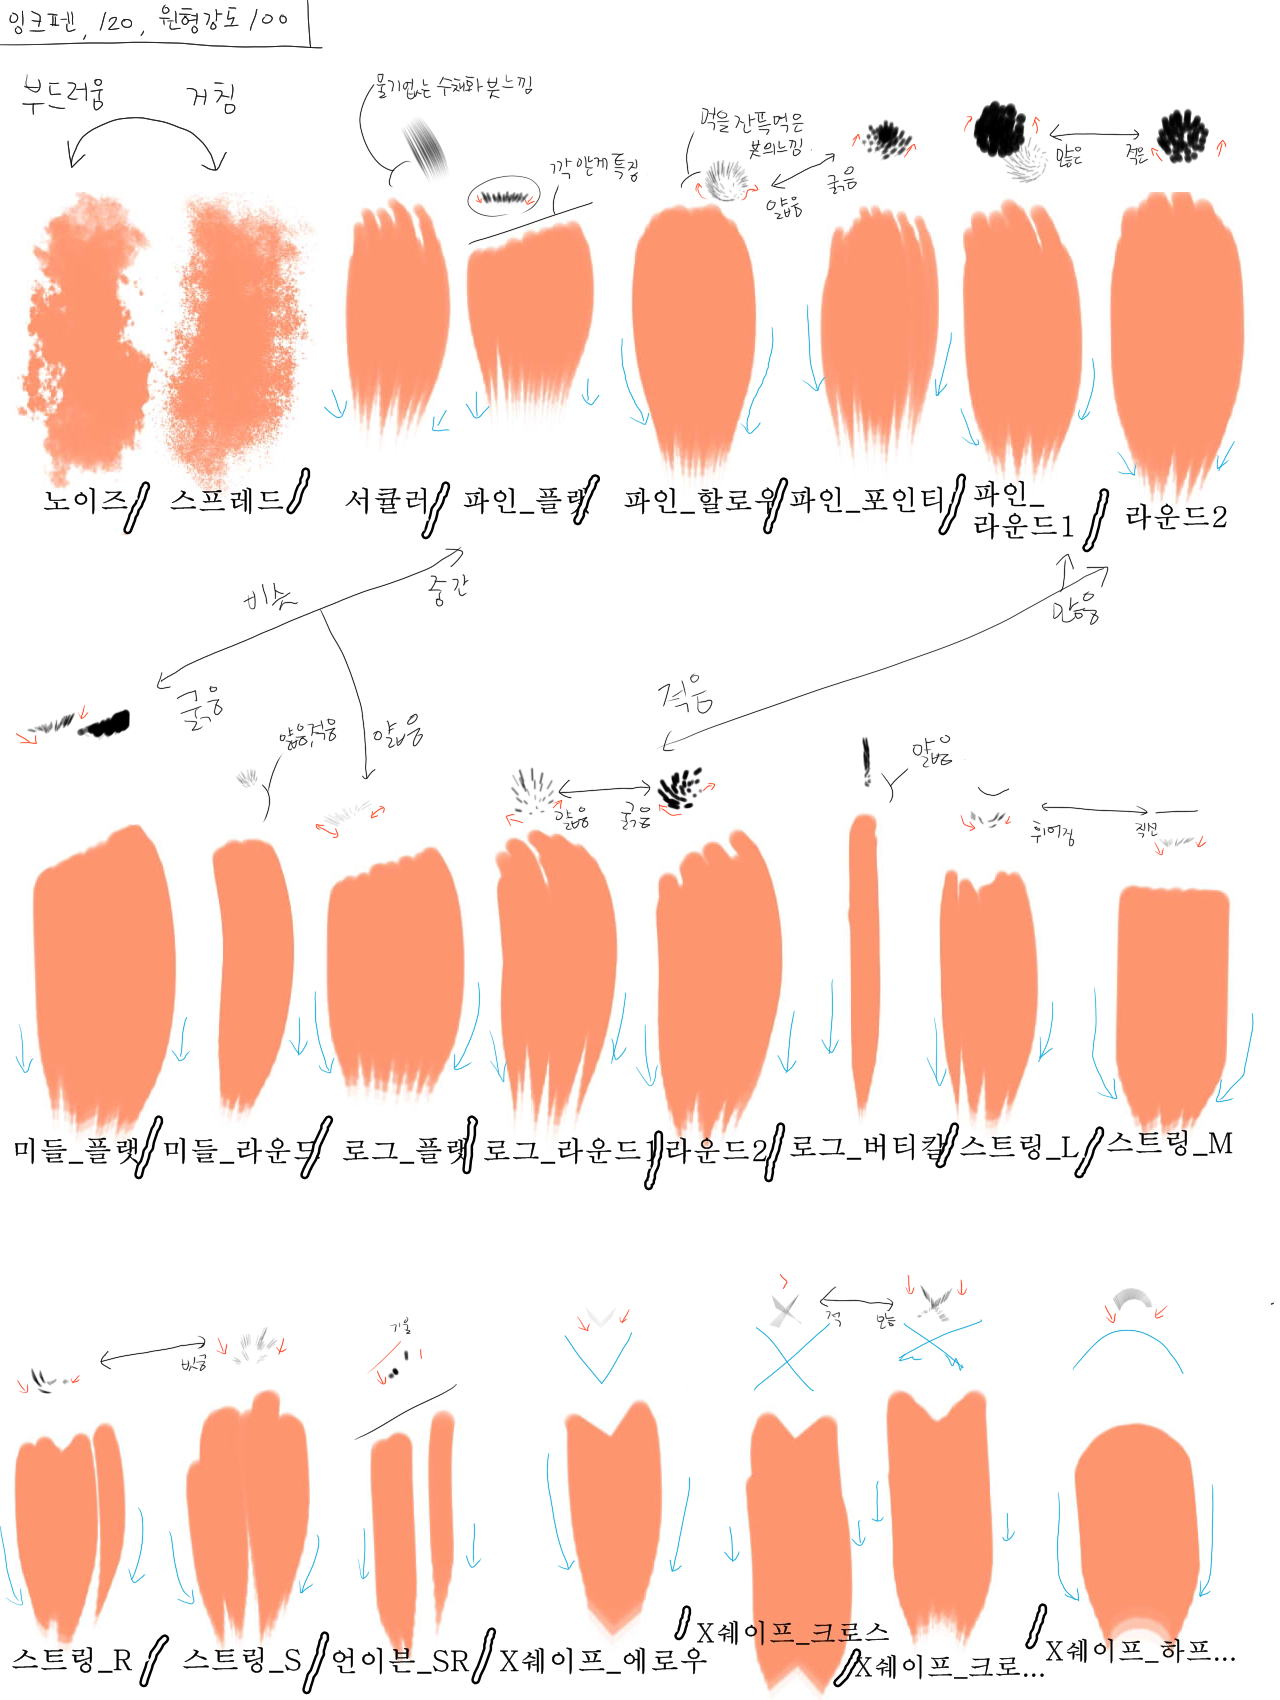 잉크펜, 120, 원형강도 100
부드러움
거침
물기없는 수채화 붓느낌
깍 얇게 특징
먹을 잔뜩먹은
붓의느낌
얇음
굵음
많은
적은
노이즈/
스프레드/
서큘러/
파인_플랫/
파인_할로우/
파인_포인티/
파인_
라운드1/
라운드2
비슷
중간
굵음
얇음
얇음,적음
적음
많음
얇음
굵음
얇음
휘어짐
직선
미들_플랫/
미들_라운드/
로그_플랫/
로그_라운드1/
라운드2/
로그_버티컬/
스트링_L/
스트링_M
비슷
기울
적
많음
스트링_R/
스트링_S/
언이븐_SR/
X쉐이프_에로우/
X쉐이프_크로스/
X쉐이프_크로.../
X쉐이프_하프...